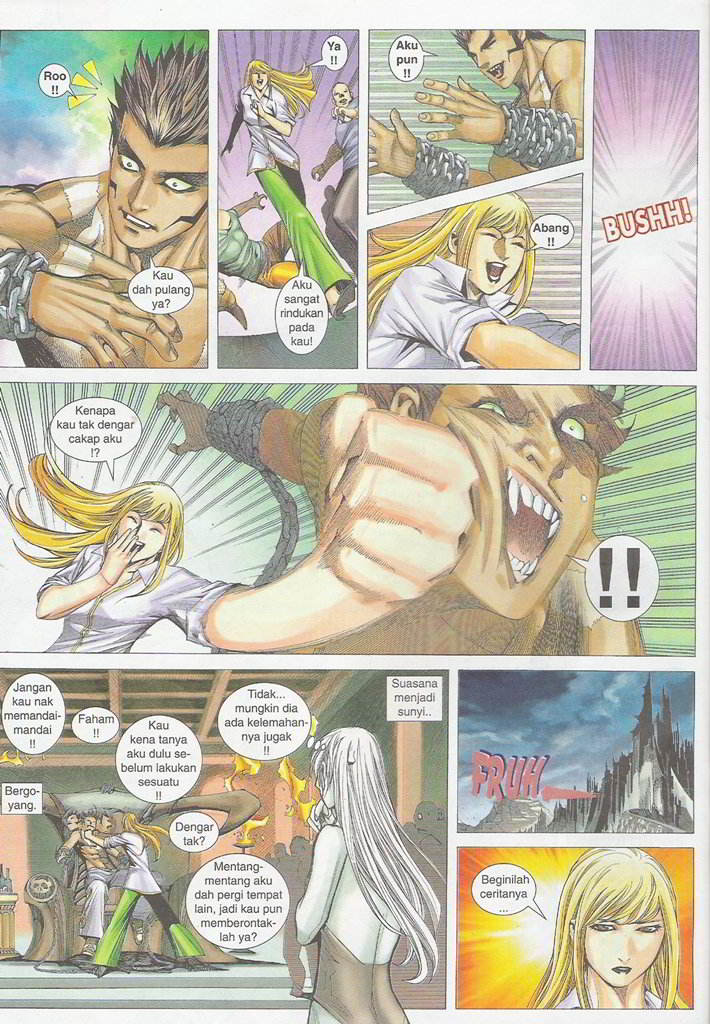 Roo
!!
Kau
dah pulang
ya?
Ya
!!
Aku
sangat
rindukan
pada
kau!
Aku
pun
!!
Abang
!!
BUSHH!
Kenapa
kau tak dengar
cakap aku
!?
!!
Jangan
kau nak
memandai-
mandai
!!
Faham
!!
Kau
kena tanya
aku dulu se-
belum lakukan
sesuatu
!!
Tidak...
mungkin dia
ada kelemahan-
nya jugak
!!
Suasana
menjadi
sunyi..
Bergo-
yang.
Dengar
tak?
Mentang-
mentang aku
dah pergi tempat
lain, jadi kau pun
memberontak-
lah ya?
FRUH
Beginilah
ceritanya
...